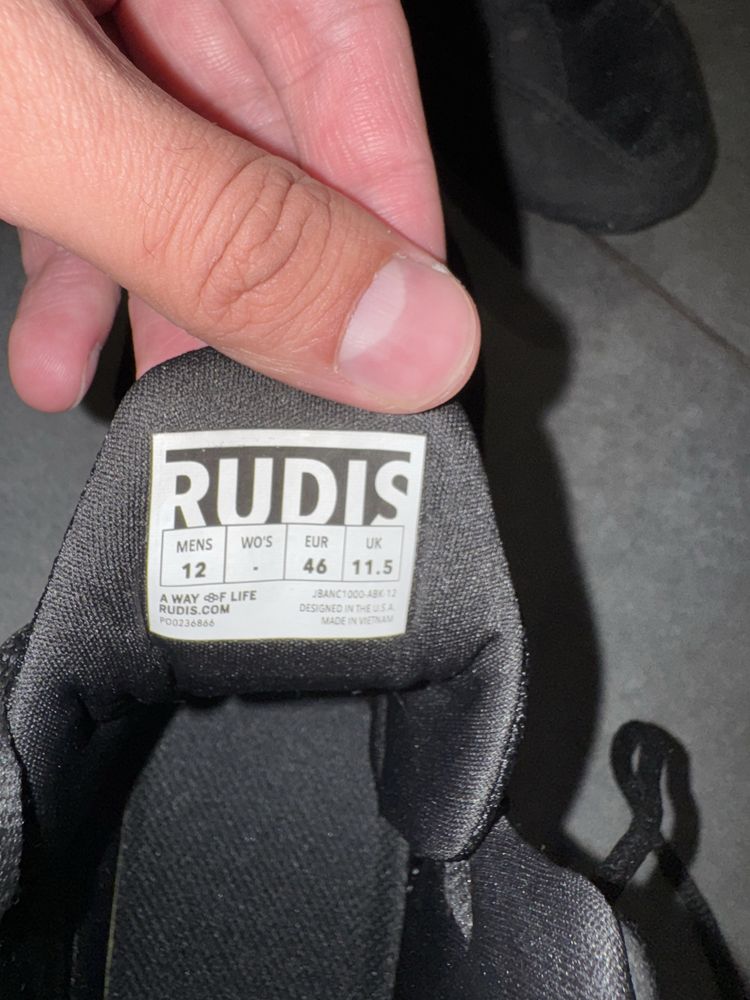 RUDIS
MENS WO'S EUR UK
12 - 46 11.5
A WAY OF LIFE
RUDIS.COM
PO0236866
JBANC1000-ABK-12
DESIGNED IN THE U.S.A.
MADE IN VIETNAM